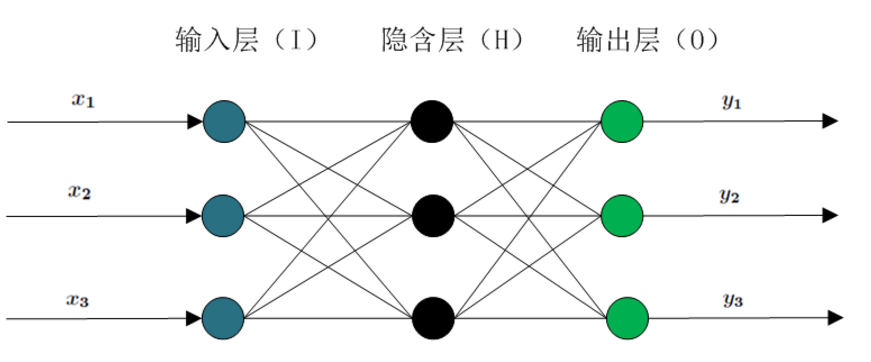 输入层（I） 隐含层（H） 输出层（O）
x₁ y₁
x₂ y₂
x₃ y₃